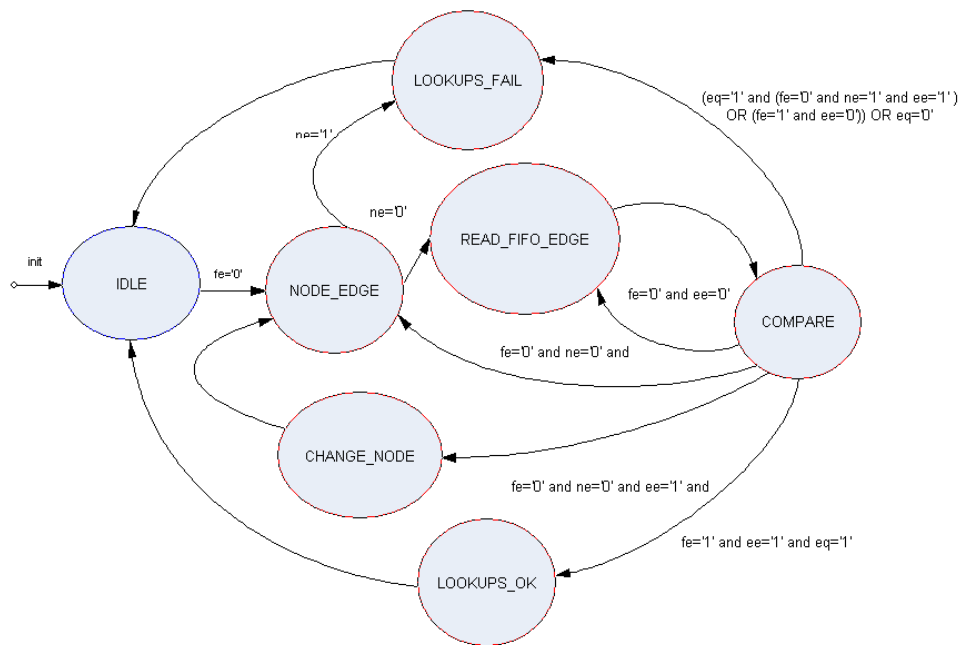 LOOKUPS_FAIL
(eq='1' and (fe='0' and ne='1' and ee='1' )
OR (fe='1' and ee='0')) OR eq='0'
ne='1'
ne='0'
READ_FIFO_EDGE
init
IDLE
fe='0'
NODE_EDGE
fe='0' and ee='0'
COMPARE
fe='0' and ne='0' and
CHANGE_NODE
fe='0' and ne='0' and ee='1' and
fe='1' and ee='1' and eq='1'
LOOKUPS_OK